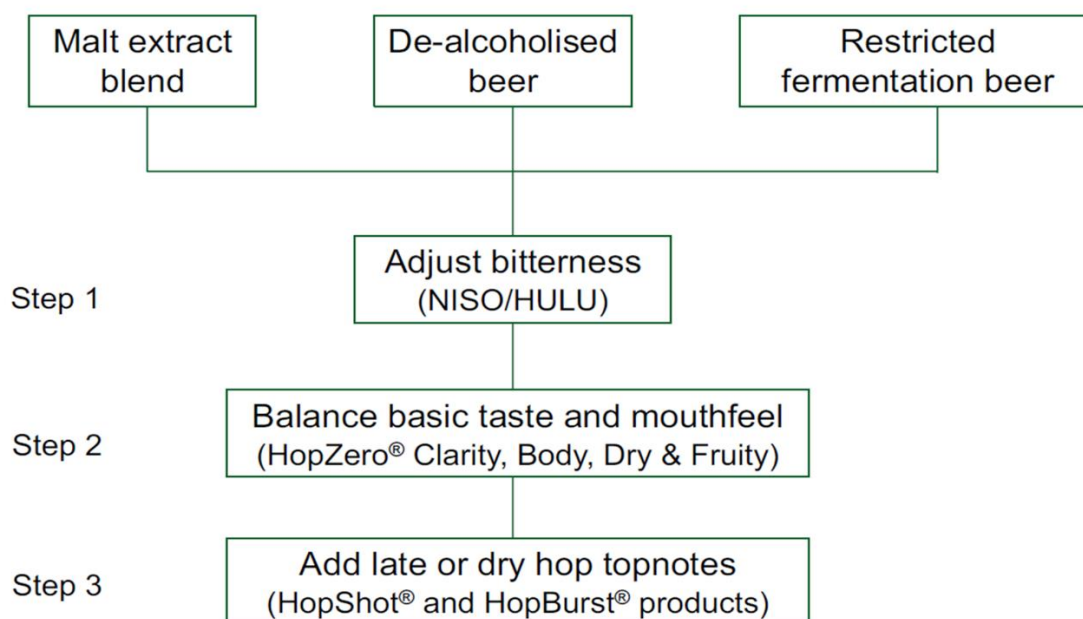 Malt extract
blend
De-alcoholised
beer
Restricted
fermentation beer
Step 1
Adjust bitterness
(NISO/HULU)
Step 2
Balance basic taste and mouthfeel
(HopZero® Clarity, Body, Dry & Fruity)
Step 3
Add late or dry hop topnotes
(HopShot® and HopBurst® products)